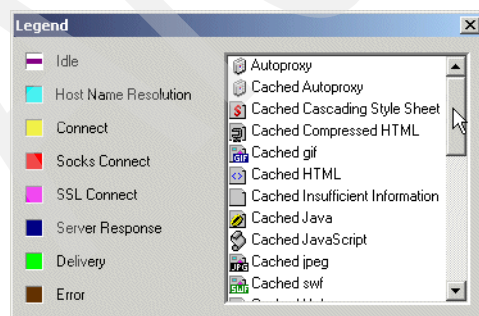 Legend
Idle
Host Name Resolution
Connect
Socks Connect
SSL Connect
Server Response
Delivery
Error
Autoproxy
Cached Autoproxy
Cached Cascading Style Sheet
Cached Compressed HTML
Cached gif
Cached HTML
Cached Insufficient Information
Cached Java
Cached JavaScript
Cached jpeg
Cached swf